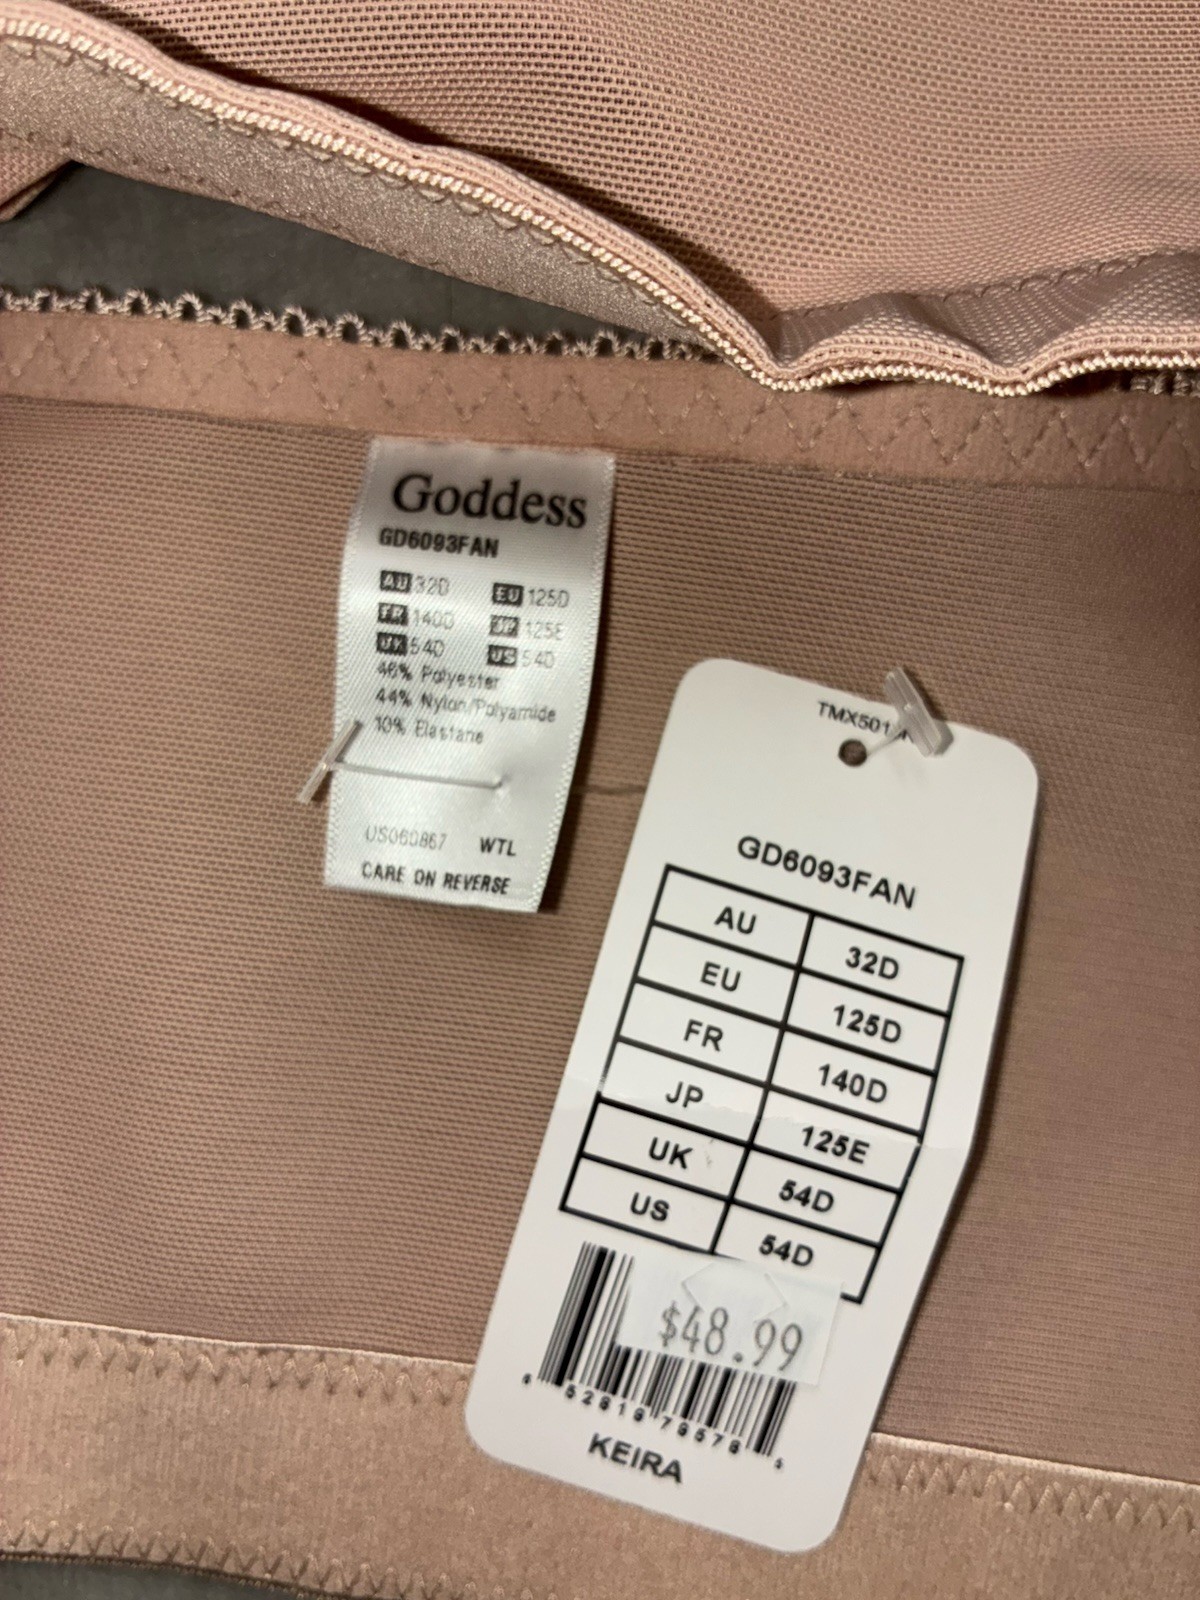 Goddess
GD6093FAN
AU 32D EU 125D
FR 140D JP 125E
UK 54D US 54D
46% Polyester
44% Nylon/Polyamide
10% Elastane
US060867 WTL
CARE ON REVERSE
GD6093FAN
AU 32D
EU 125D
FR 140D
JP 125E
UK 54D
US 54D
$48.99
KEIRA